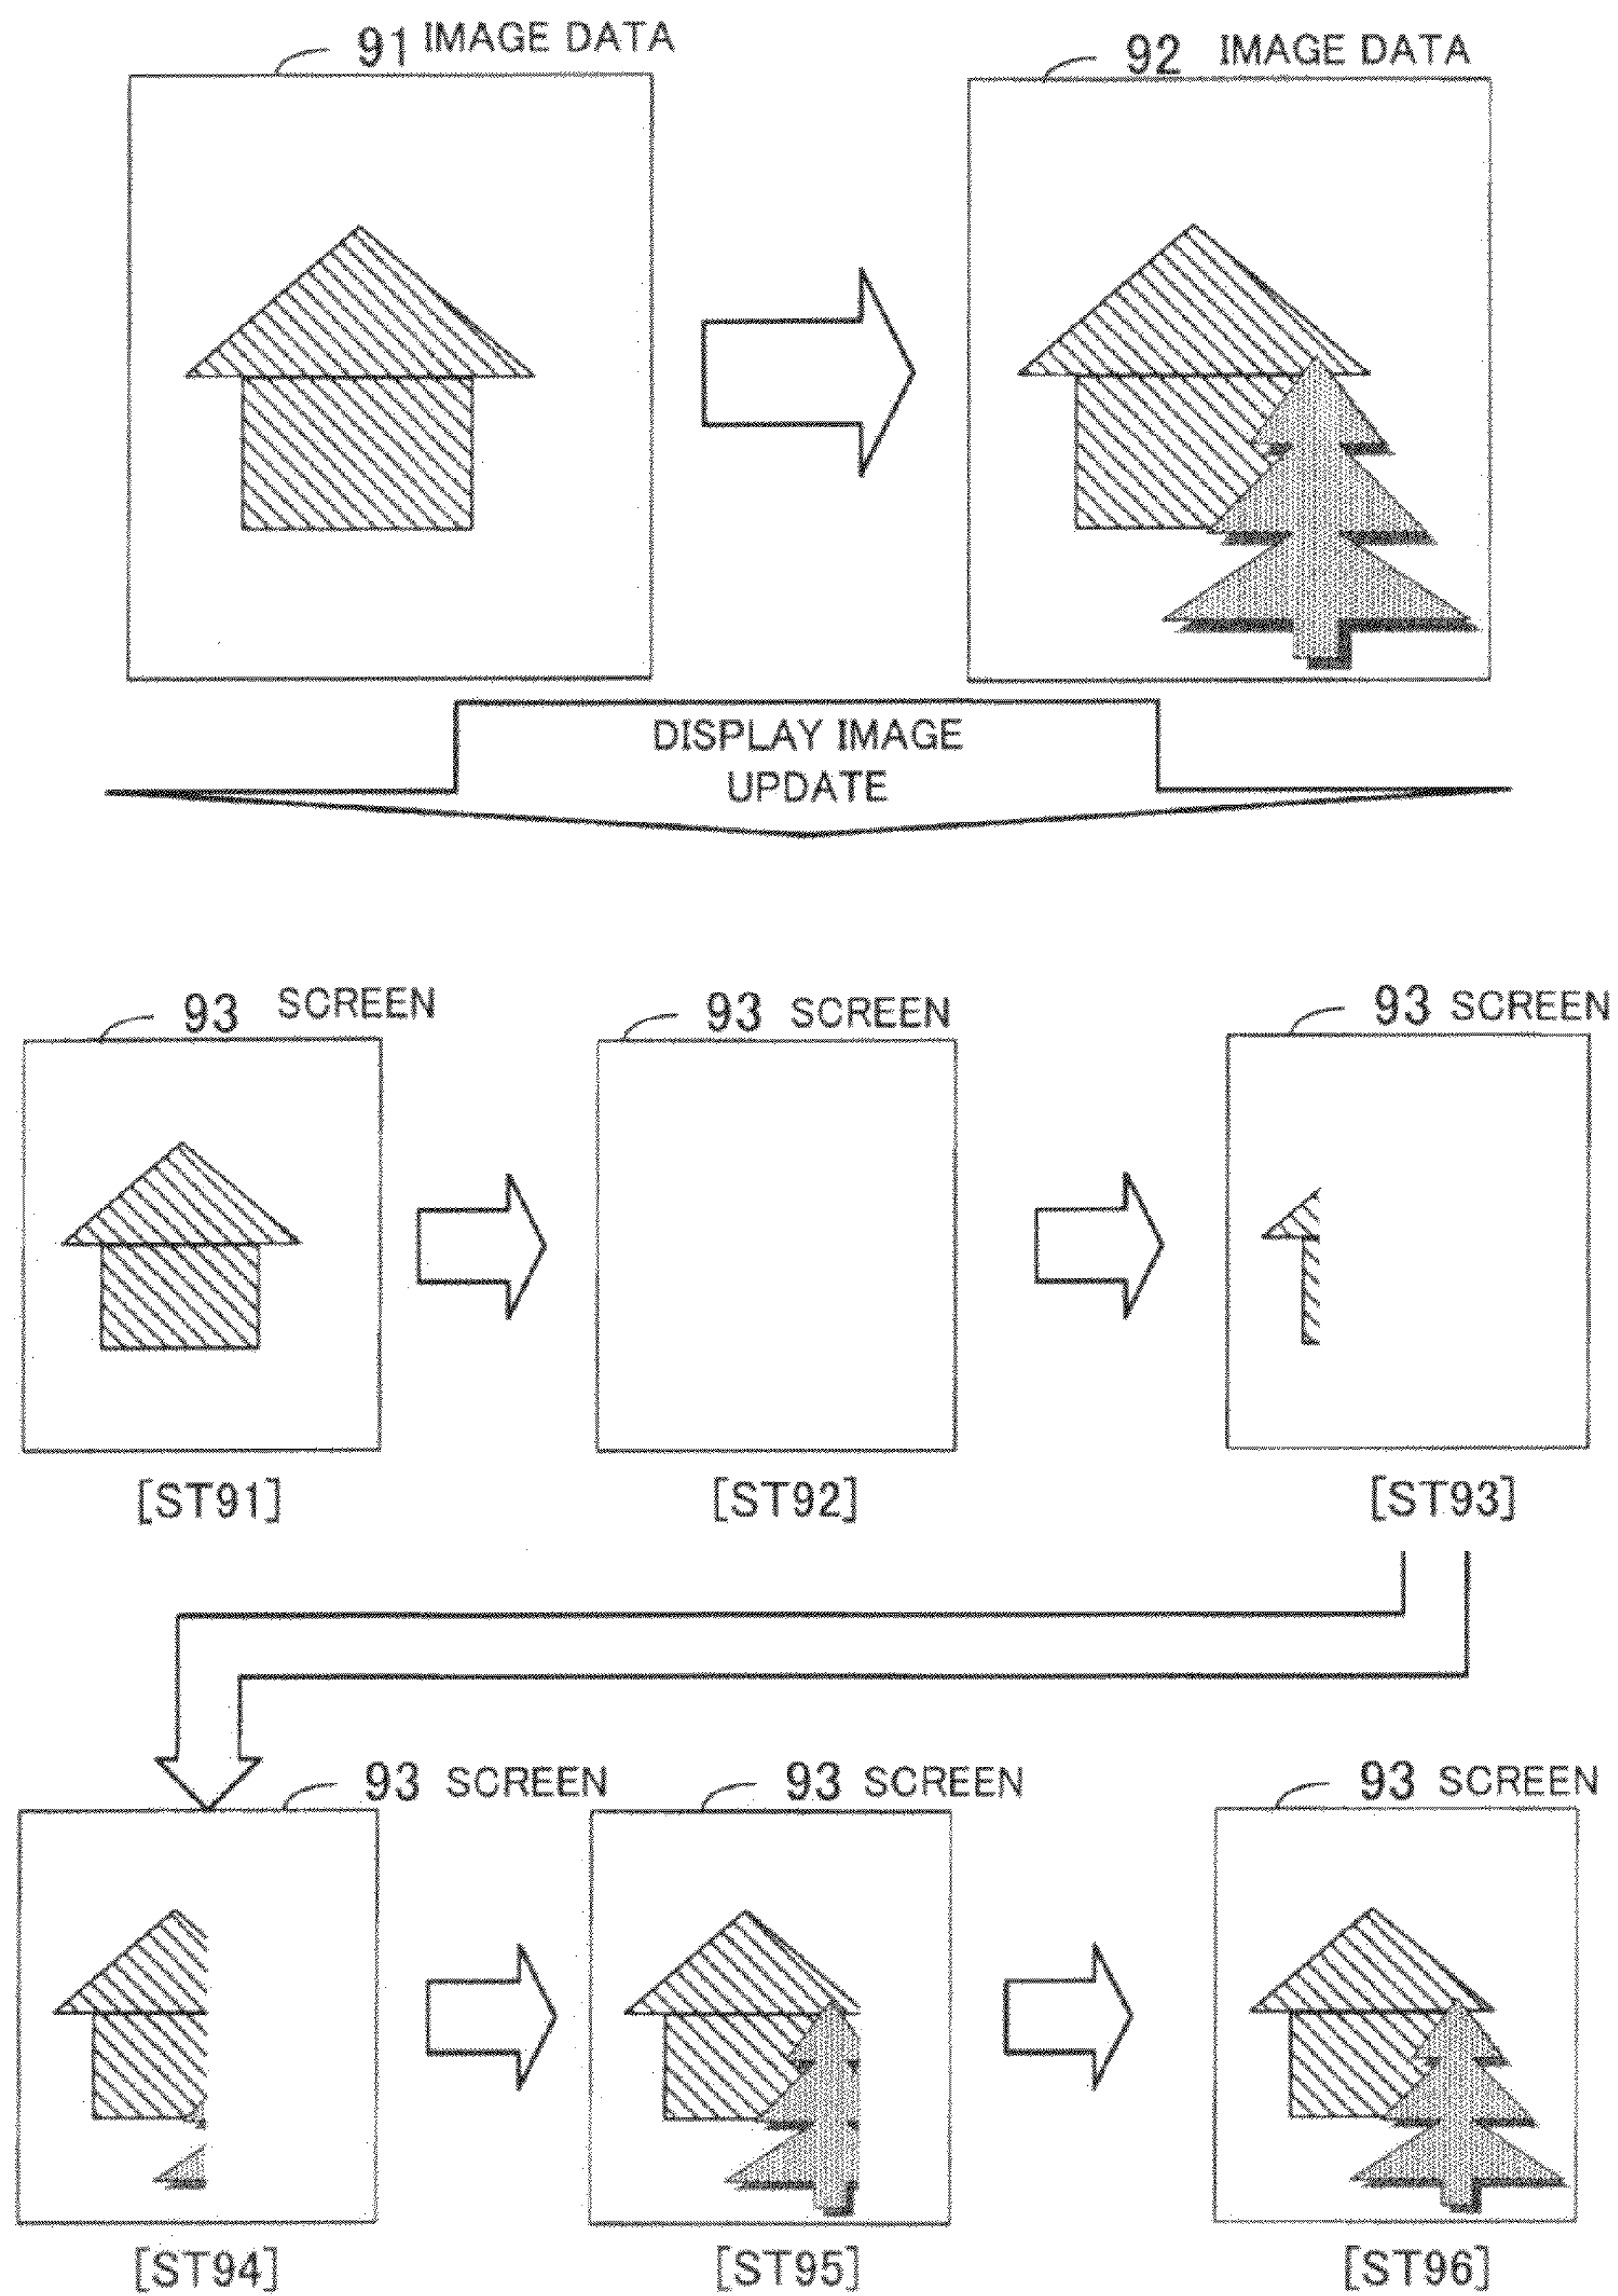 91 IMAGE DATA
92 IMAGE DATA
DISPLAY IMAGE
UPDATE
93 SCREEN
93 SCREEN
93 SCREEN
[ST91]
[ST92]
[ST93]
93 SCREEN
93 SCREEN
93 SCREEN
[ST94]
[ST95]
[ST96]